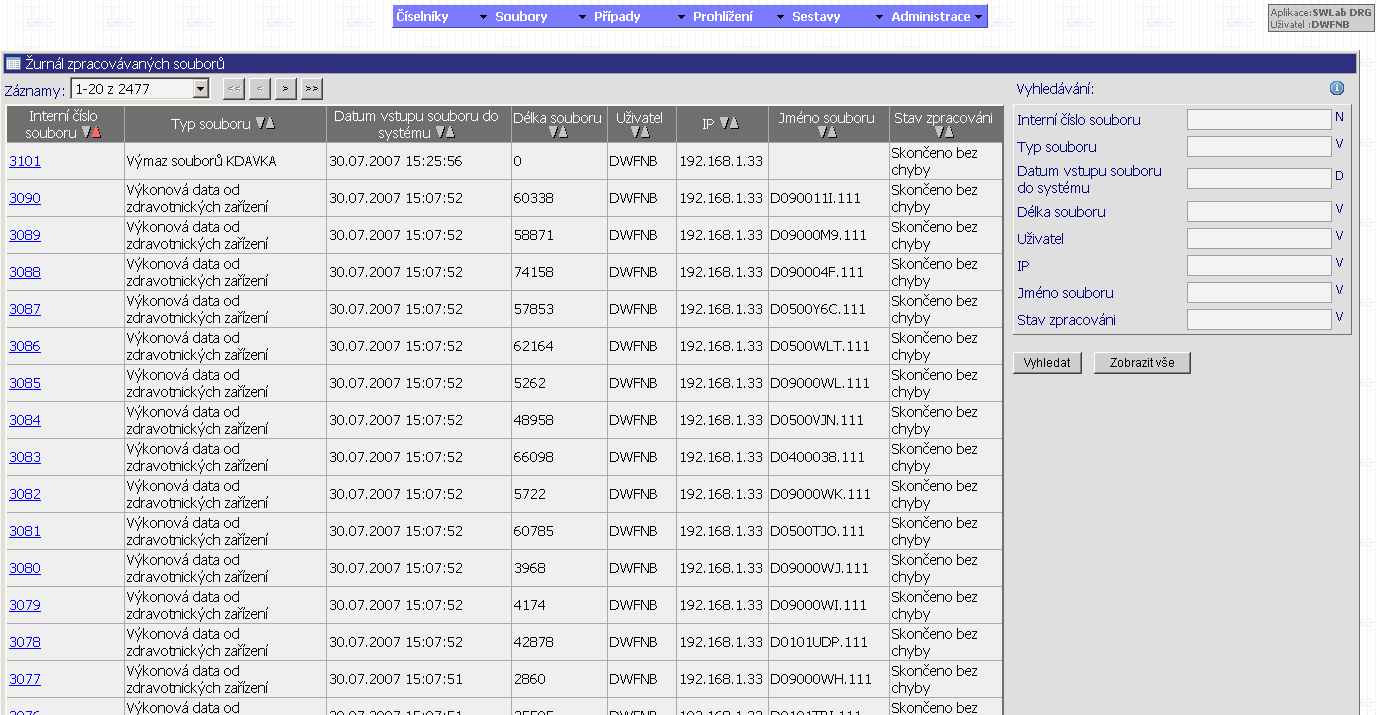 Číselníky Soubory Případy Prohlížení Sestavy Administrace
Aplikace:SWLab DRG
Uživatel :DWFNB
Žurnál zpracovávaných souborů
Záznamy: 1-20 z 2477 << < > >>
Interní číslo souboru Typ souboru Datum vstupu souboru do systému Délka souboru Uživatel IP Jméno souboru Stav zpracováni
3101 Výmaz souborů KDAVKA 30.07.2007 15:25:56 0 DWFNB 192.168.1.33 Skončeno bez chyby
3090 Výkonová data od zdravotnických zařízení 30.07.2007 15:07:52 60338 DWFNB 192.168.1.33 D090011I.111 Skončeno bez chyby
3089 Výkonová data od zdravotnických zařízení 30.07.2007 15:07:52 58871 DWFNB 192.168.1.33 D09000M9.111 Skončeno bez chyby
3088 Výkonová data od zdravotnických zařízení 30.07.2007 15:07:52 74158 DWFNB 192.168.1.33 D090004F.111 Skončeno bez chyby
3087 Výkonová data od zdravotnických zařízení 30.07.2007 15:07:52 57853 DWFNB 192.168.1.33 D0500Y6C.111 Skončeno bez chyby
3086 Výkonová data od zdravotnických zařízení 30.07.2007 15:07:52 62164 DWFNB 192.168.1.33 D0500WLT.111 Skončeno bez chyby
3085 Výkonová data od zdravotnických zařízení 30.07.2007 15:07:52 5262 DWFNB 192.168.1.33 D09000WL.111 Skončeno bez chyby
3084 Výkonová data od zdravotnických zařízení 30.07.2007 15:07:52 48958 DWFNB 192.168.1.33 D0500VJN.111 Skončeno bez chyby
3083 Výkonová data od zdravotnických zařízení 30.07.2007 15:07:52 66098 DWFNB 192.168.1.33 D0400038.111 Skončeno bez chyby
3082 Výkonová data od zdravotnických zařízení 30.07.2007 15:07:52 5722 DWFNB 192.168.1.33 D09000WK.111 Skončeno bez chyby
3081 Výkonová data od zdravotnických zařízení 30.07.2007 15:07:52 60785 DWFNB 192.168.1.33 D0500TJO.111 Skončeno bez chyby
3080 Výkonová data od zdravotnických zařízení 30.07.2007 15:07:52 3968 DWFNB 192.168.1.33 D09000WJ.111 Skončeno bez chyby
3079 Výkonová data od zdravotnických zařízení 30.07.2007 15:07:52 4174 DWFNB 192.168.1.33 D09000WI.111 Skončeno bez chyby
3078 Výkonová data od zdravotnických zařízení 30.07.2007 15:07:52 42878 DWFNB 192.168.1.33 D0101UDP.111 Skončeno bez chyby
3077 Výkonová data od zdravotnických zařízení 30.07.2007 15:07:51 2860 DWFNB 192.168.1.33 D09000WH.111 Skončeno bez chyby
Výkonová data od Skončeno bez
Vyhledávání:
Interní číslo souboru N
Typ souboru V
Datum vstupu souboru do systému D
Délka souboru V
Uživatel V
IP V
Jméno souboru V
Stav zpracováni V
Vyhledat Zobrazit vše